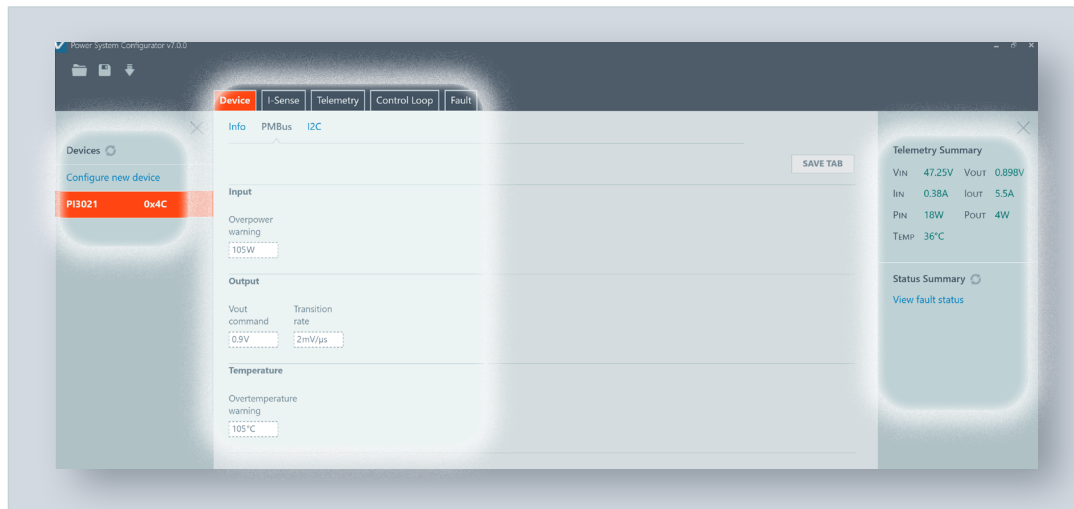 Power System Configurator v7.0.0
Device I-Sense Telemetry Control Loop Fault
Info PMBus I2C
Devices
Configure new device
PI3021 0x4C
SAVE TAB
Input
Overpower
warning
105W
Output
Vout Transition
command rate
0.9V 2mV/µs
Temperature
Overtemperature
warning
105°C
Telemetry Summary
VIN 47.25V VOUT 0.898V
IIN 0.38A IOUT 5.5A
PIN 18W POUT 4W
TEMP 36°C
Status Summary
View fault status